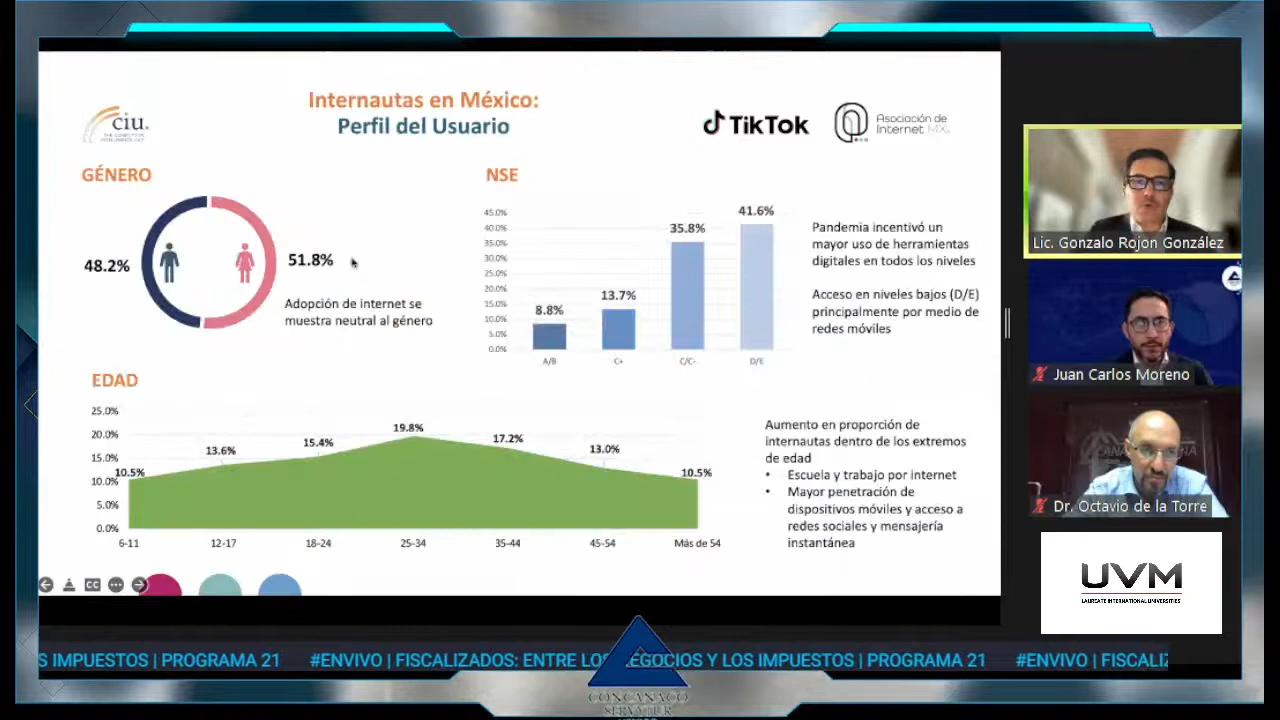 Internautas en México:
Perfil del Usuario
ciu.
TikTok
Asociación de
Internet MX.
GÉNERO
48.2%
51.8%
Adopción de internet se
muestra neutral al género
NSE
45.0%
40.0%
35.0%
30.0%
25.0%
20.0%
15.0%
10.0%
5.0%
0.0%
8.8%
13.7%
35.8%
41.6%
A/B
C+
C/C-
D/E
Pandemia incentivó un
mayor uso de herramientas
digitales en todos los niveles
Acceso en niveles bajos (D/E)
principalmente por medio de
redes móviles
EDAD
25.0%
20.0%
15.0%
10.0%
5.0%
0.0%
10.5%
13.6%
15.4%
19.8%
17.2%
13.0%
10.5%
6-11
12-17
18-24
25-34
35-44
45-54
Más de 54
Aumento en proporción de
internautas dentro de los extremos
de edad
• Escuela y trabajo por internet
• Mayor penetración de
dispositivos móviles y acceso a
redes sociales y mensajería
instantánea
CC
Lic. Gonzalo Rojon González
Juan Carlos Moreno
Dr. Octavio de la Torre
UVM
LAUREATE INTERNATIONAL UNIVERSITIES
S IMPUESTOS | PROGRAMA 21 #ENVIVO | FISCALIZADOS: ENTRE LOS NEGOCIOS Y LOS IMPUESTOS | PROGRAMA 21 #ENVIVO | FISCALIZ
CONCANACO
SERVYTUR